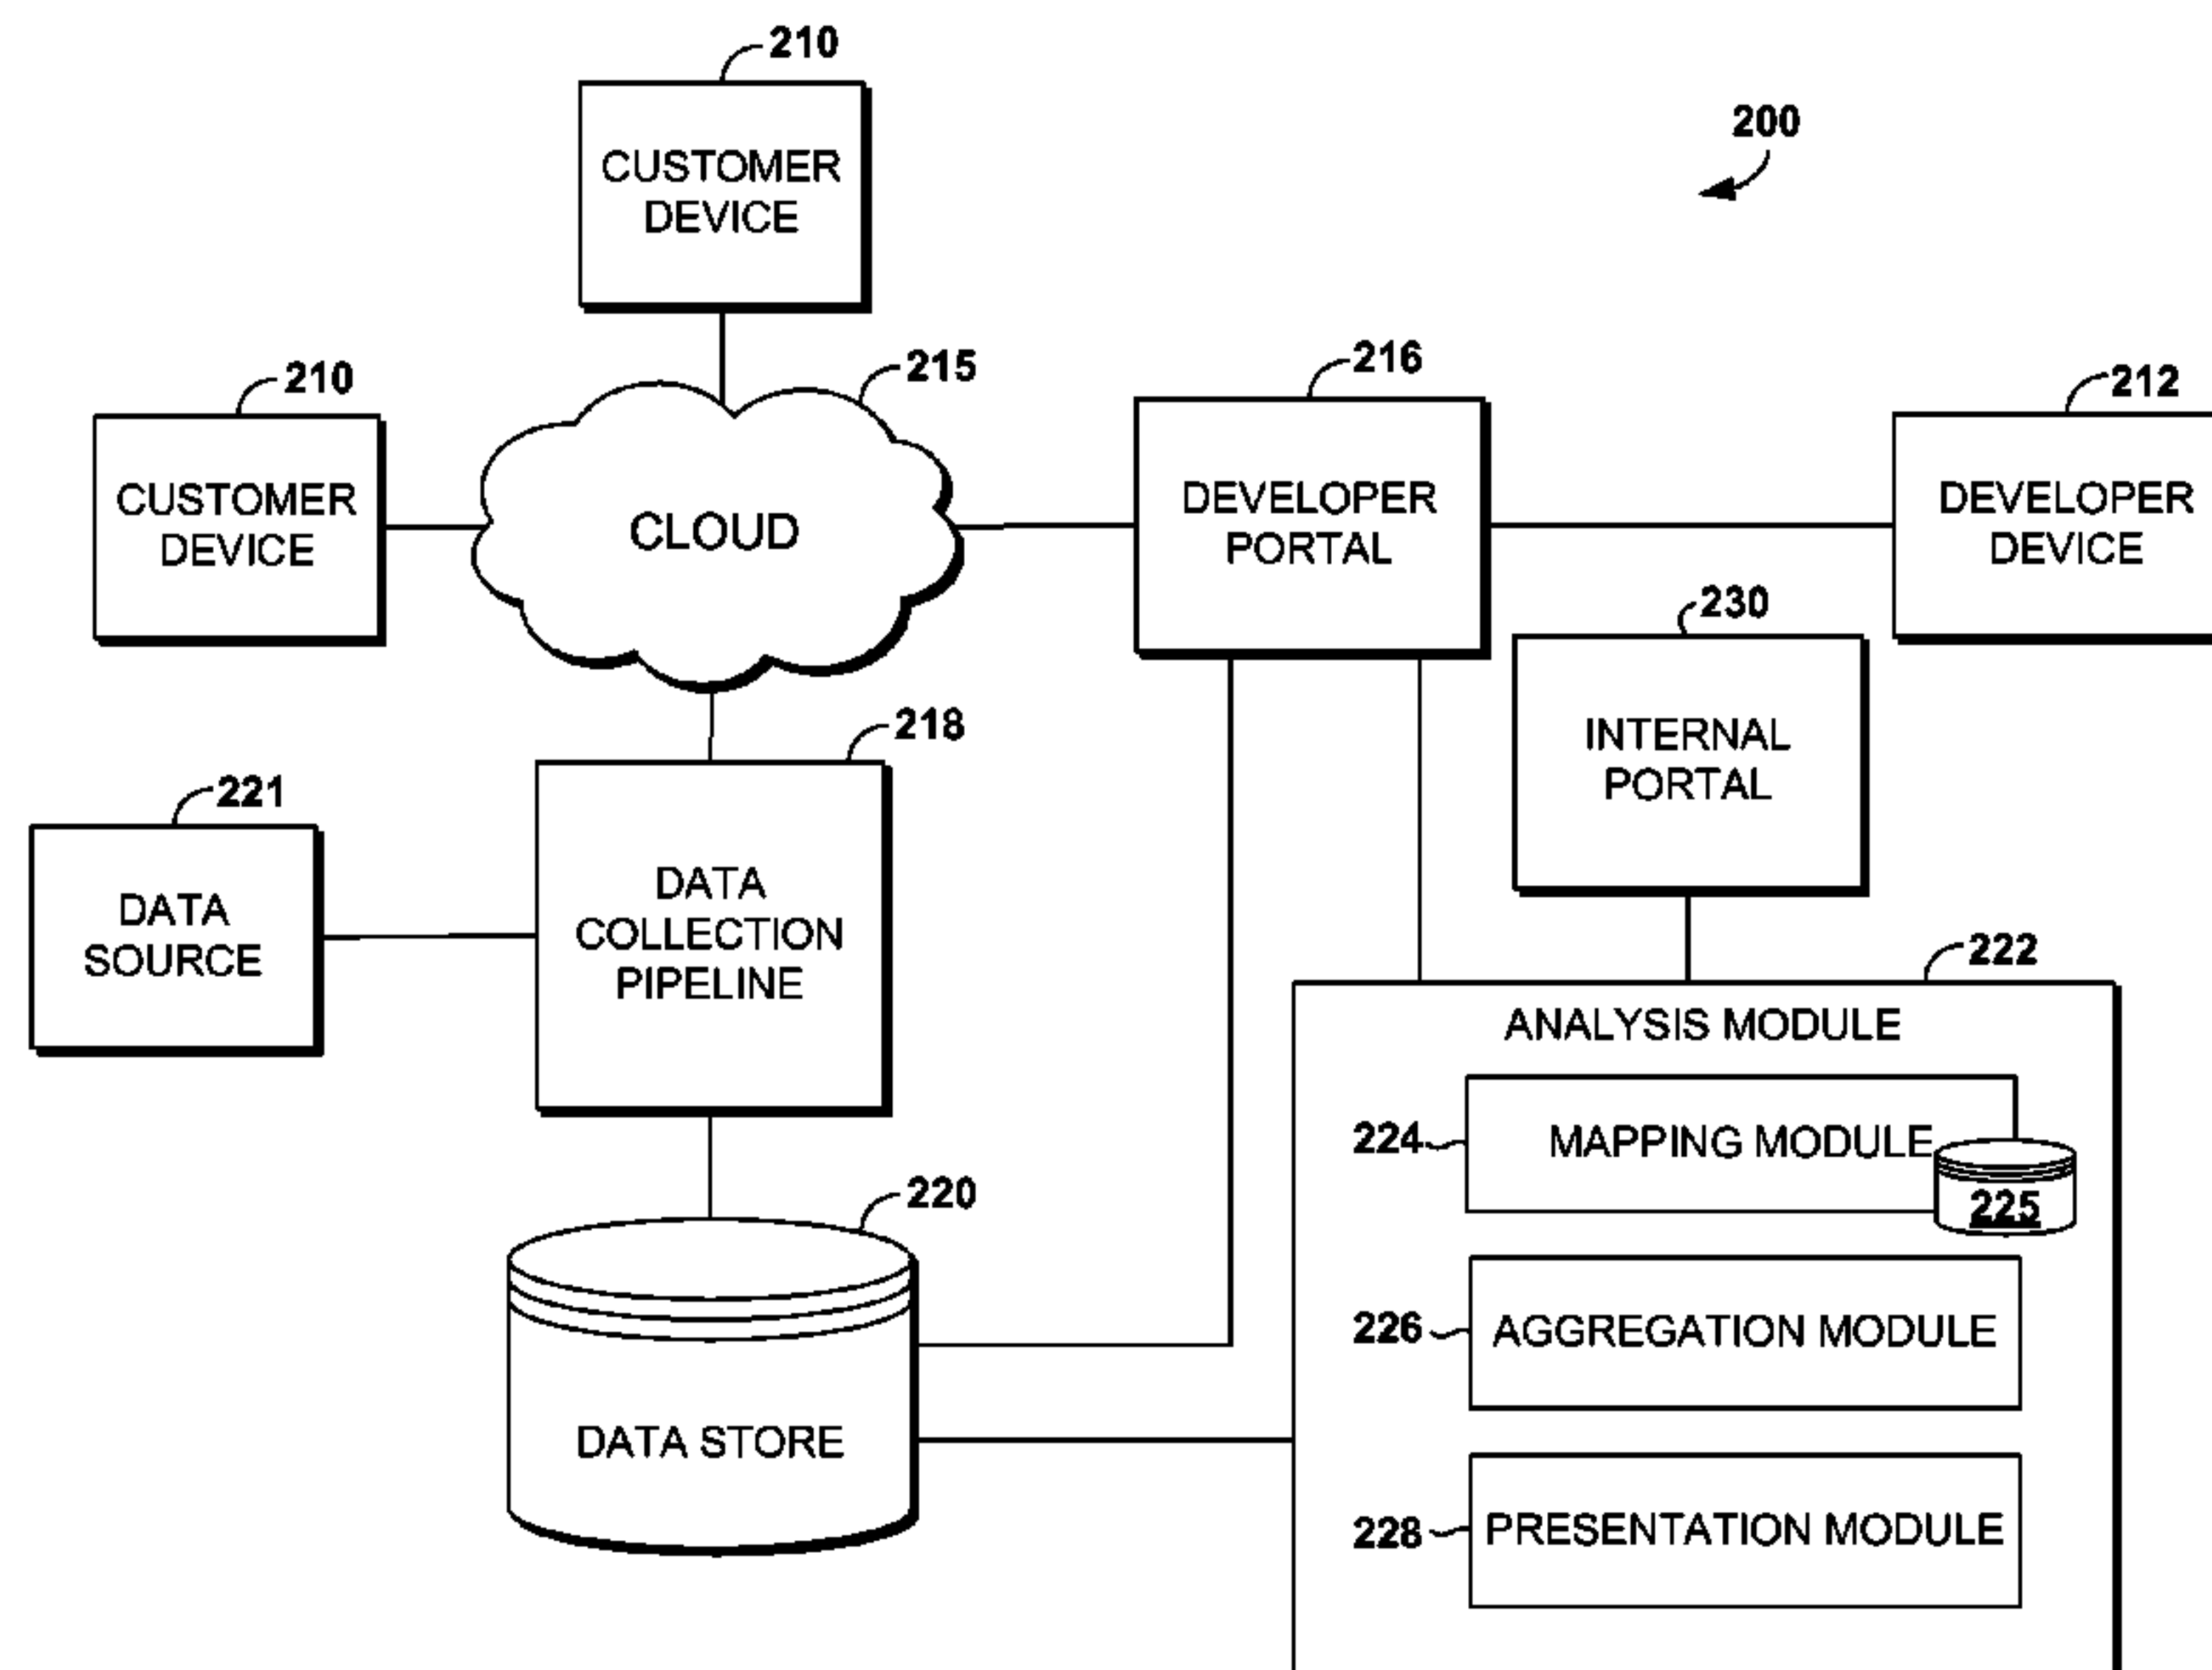 210
CUSTOMER
DEVICE
200
210
CUSTOMER
DEVICE
215
CLOUD
216
DEVELOPER
PORTAL
212
DEVELOPER
DEVICE
230
INTERNAL
PORTAL
218
DATA
COLLECTION
PIPELINE
221
DATA
SOURCE
222
ANALYSIS MODULE
224
MAPPING MODULE
225
220
DATA STORE
226
AGGREGATION MODULE
228
PRESENTATION MODULE